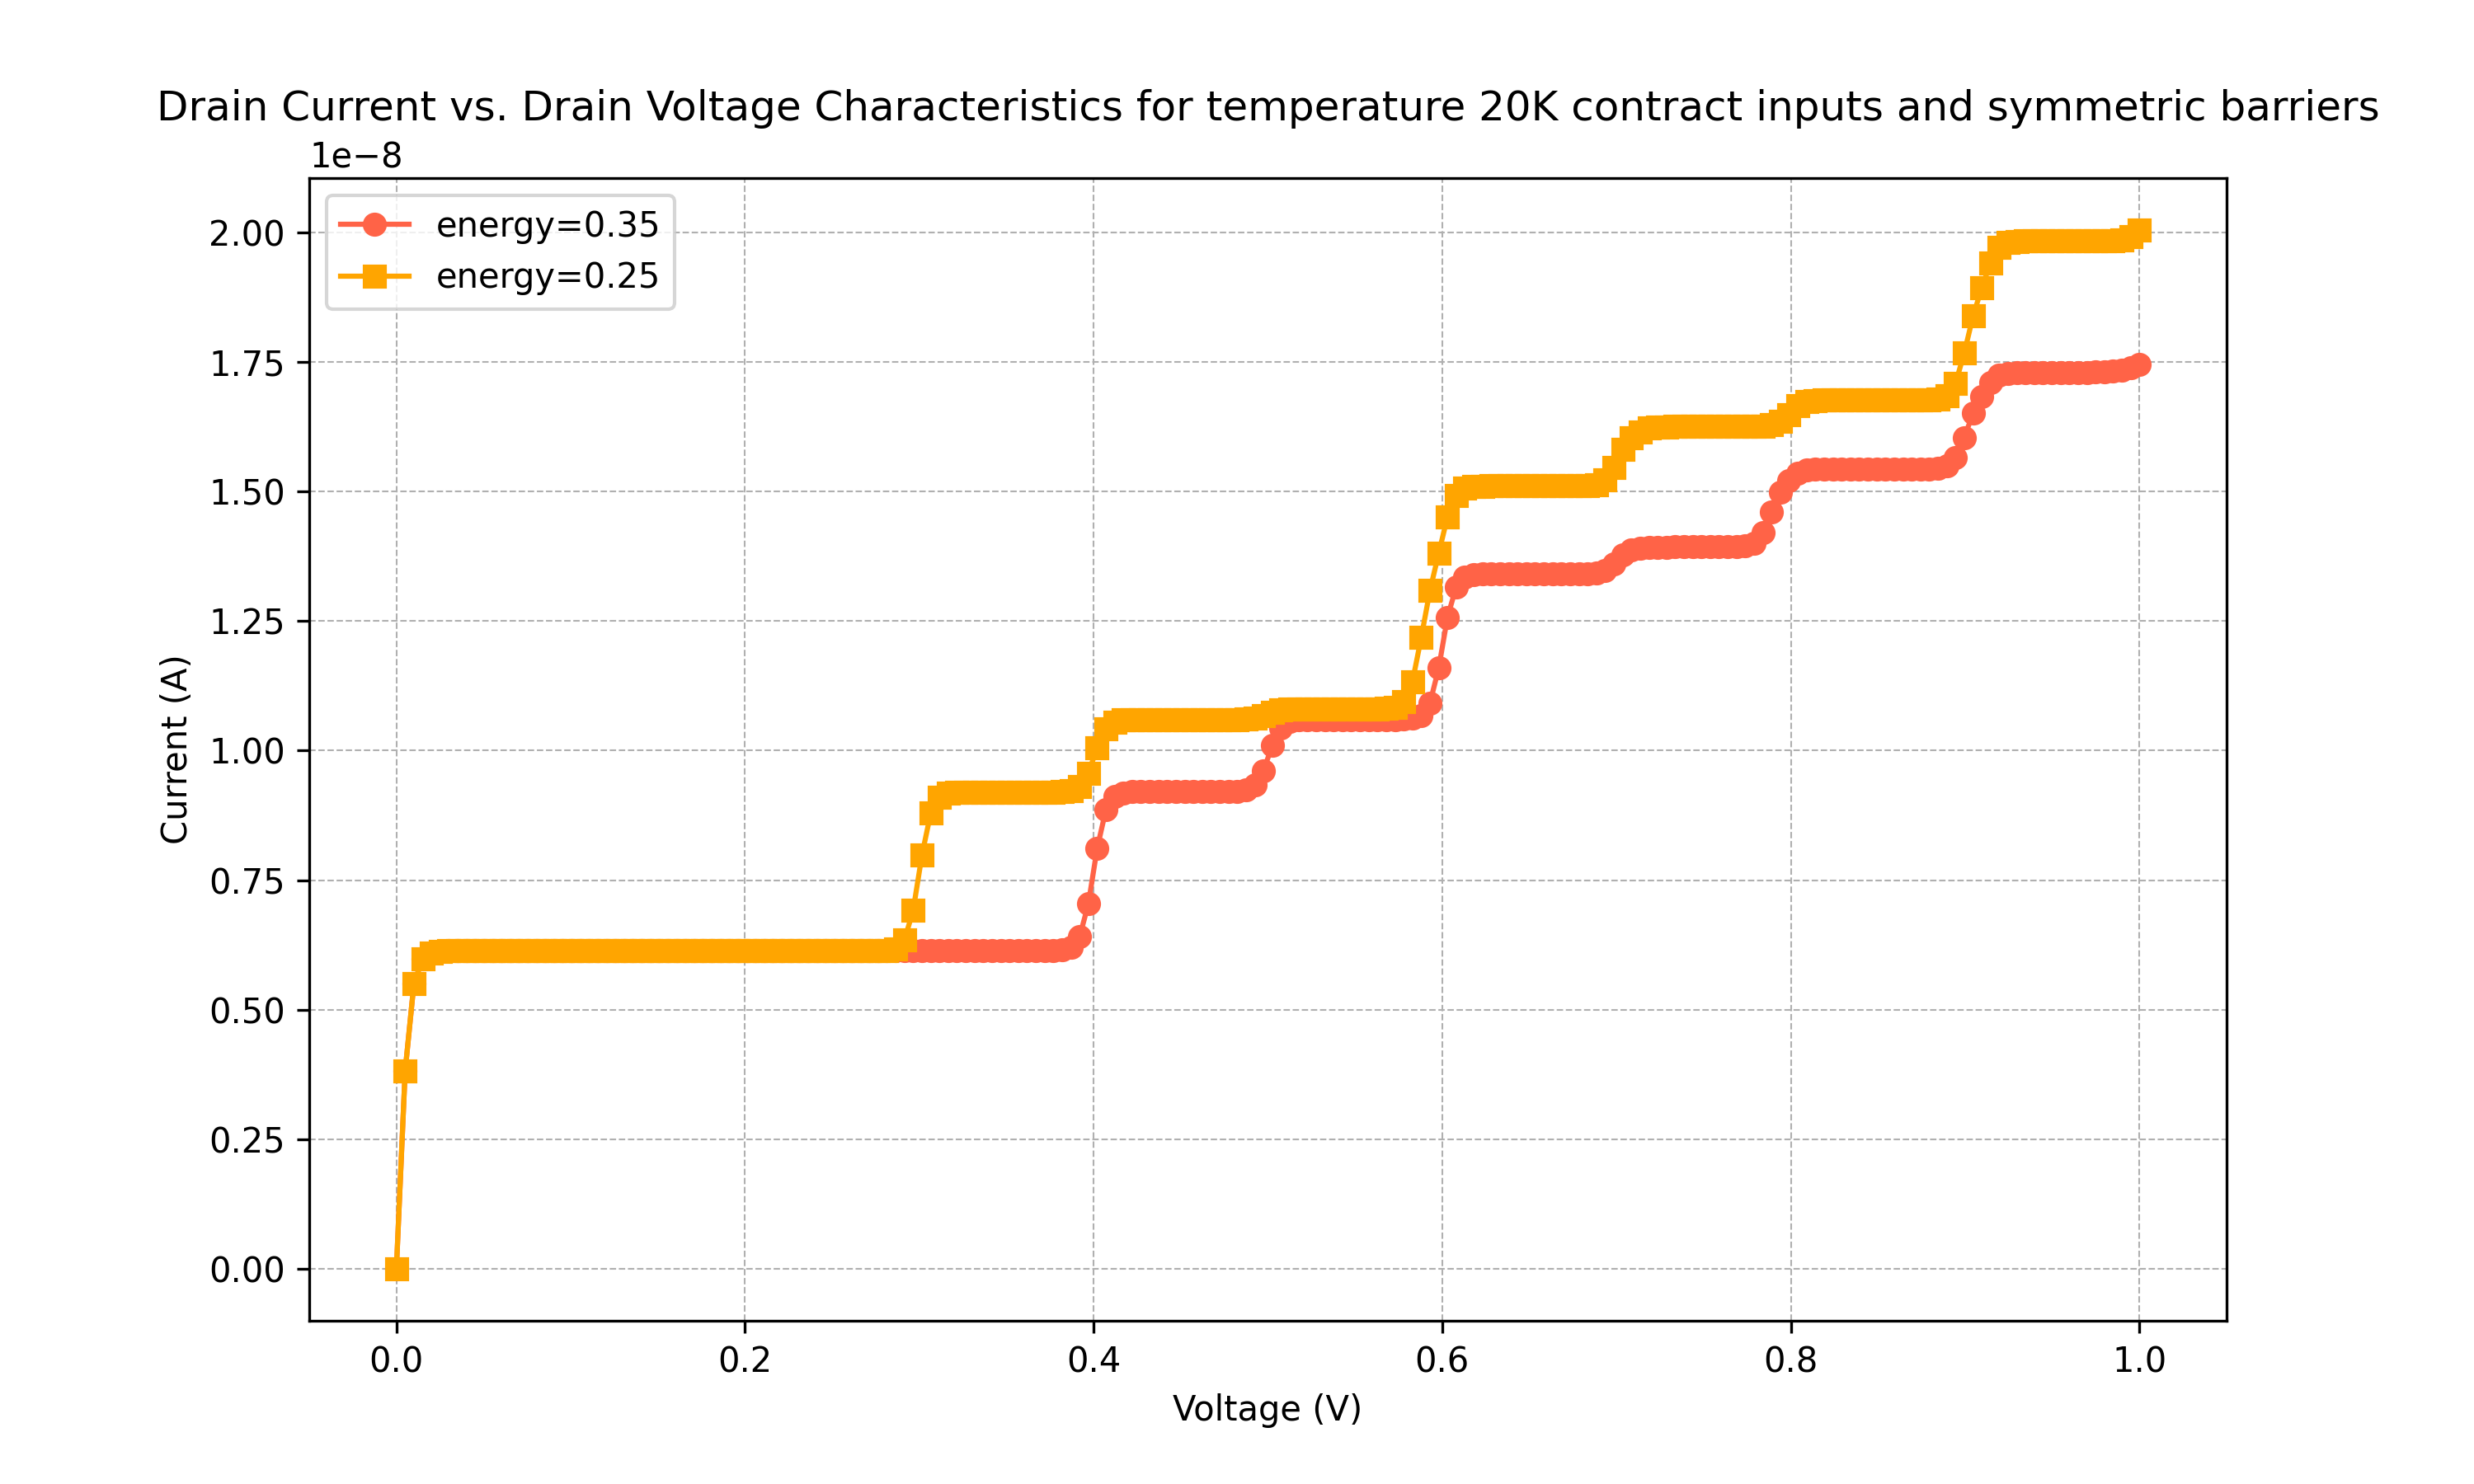 Drain Current vs. Drain Voltage Characteristics for temperature 20K contract inputs and symmetric barriers
1e−8
energy=0.35
energy=0.25
2.00
1.75
1.50
1.25
1.00
0.75
0.50
0.25
0.00
Current (A)
0.0 0.2 0.4 0.6 0.8 1.0
Voltage (V)